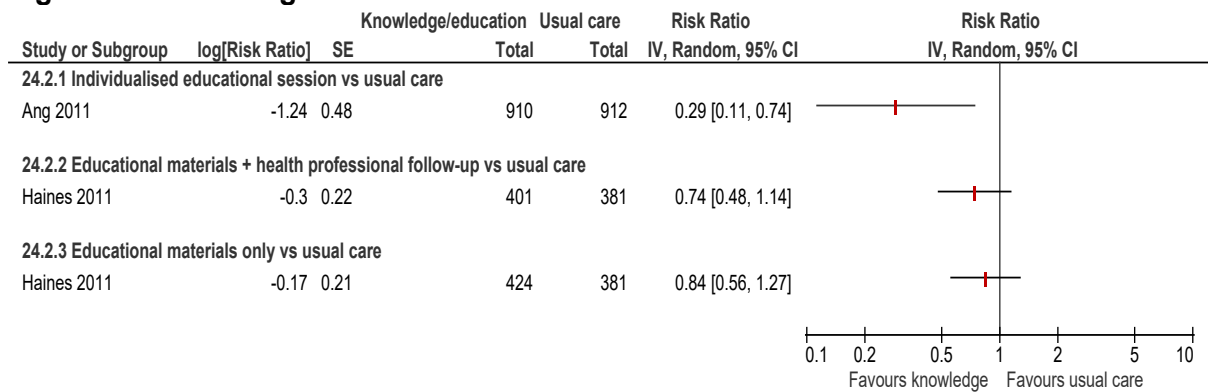 Knowledge/education Usual care Risk Ratio Risk Ratio
Study or Subgroup log[Risk Ratio] SE Total Total IV, Random, 95% CI IV, Random, 95% CI
24.2.1 Individualised educational session vs usual care
Ang 2011 -1.24 0.48 910 912 0.29 [0.11, 0.74]
24.2.2 Educational materials + health professional follow-up vs usual care
Haines 2011 -0.3 0.22 401 381 0.74 [0.48, 1.14]
24.2.3 Educational materials only vs usual care
Haines 2011 -0.17 0.21 424 381 0.84 [0.56, 1.27]
0.1 0.2 0.5 1 2 5 10
Favours knowledge Favours usual care